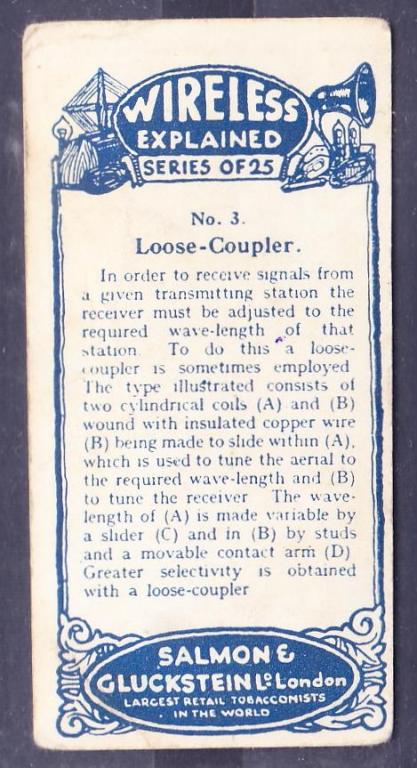 WIRELESS
EXPLAINED
SERIES OF 25
No. 3.
Loose-Coupler.
In order to receive signals from
a given transmitting station the
receiver must be adjusted to the
required wave-length of that
station. To do this a loose-
coupler is sometimes employed
The type illustrated consists of
two cylindrical coils (A) and (B)
wound with insulated copper wire
(B) being made to slide within (A),
which is used to tune the aerial to
the required wave-length and (B)
to tune the receiver The wave-
length of (A) is made variable by
a slider (C) and in (B) by studs
and a movable contact arm (D)
Greater selectivity is obtained
with a loose-coupler
SALMON &
GLUCKSTEIN Ld. London
LARGEST RETAIL TOBACCONISTS
IN THE WORLD